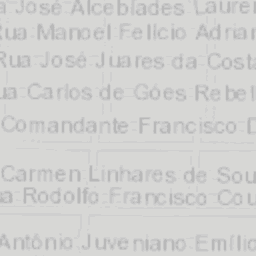 a José Alcebíades Lauren
Rua Manoel Felício Adrian
Rua José Juares da Costa
ua Carlos de Góes Rebel
Comandante Francisco D
Carmen Linhares de Sou
a Rodolfo Francisco Cou
Antônio Juveniano Emílio